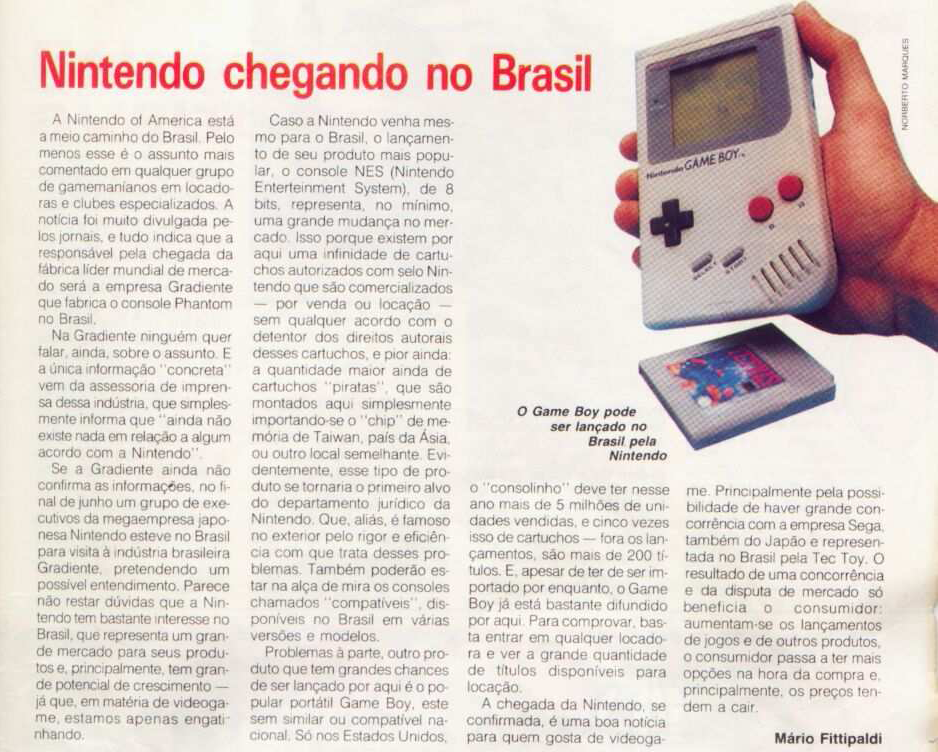 Nintendo chegando no Brasil
A Nintendo of America está
a meio caminho do Brasil. Pelo
menos esse é o assunto mais
comentado em qualquer grupo
de gamemaníanos em locado-
ras e clubes especializados. A
notícia foi muito divulgada pe-
los jornais, e tudo indica que a
responsável pela chegada da
fábrica líder mundial de merca-
do será a empresa Gradiente
que fabrica o console Phantom
no Brasil.
Na Gradiente ninguém quer
falar, ainda, sobre o assunto. E
a única informação "concreta"
vem da assessoria de impren-
sa dessa indústria, que simples-
mente informa que "ainda não
existe nada em relação a algum
acordo com a Nintendo".
Se a Gradiente ainda não
confirma as informações, no fi-
nal de junho um grupo de exe-
cutivos da megaempresa japo-
nesa Nintendo esteve no Brasil
para visita à indústria brasileira
Gradiente, pretendendo um
possível entendimento. Parece
não restar dúvidas que a Nin-
tendo tem bastante interesse no
Brasil, que representa um gran-
de mercado para seus produ-
tos e, principalmente, tem gran-
de potencial de crescimento —
já que, em matéria de videoga-
me, estamos apenas engati-
nhando.
Caso a Nintendo venha mes-
mo para o Brasil, o lançamen-
to de seu produto mais popu-
lar, o console NES (Nintendo
Enterteinment System), de 8
bits, representa, no mínimo,
uma grande mudança no mer-
cado. Isso porque existem por
aqui uma infinidade de cartu-
chos autorizados com selo Nin-
tendo que são comercializados
— por venda ou locação —
sem qualquer acordo com o
detentor dos direitos autorais
desses cartuchos, e pior ainda:
a quantidade maior ainda de
cartuchos "piratas", que são
montados aqui simplesmente
importando-se o "chip" de me-
mória de Taiwan, país da Ásia,
ou outro local semelhante. Evi-
dentemente, esse tipo de pro-
duto se tornaria o primeiro alvo
do departamento jurídico da
Nintendo. Que, aliás, é famoso
no exterior pelo rigor e eficiên-
cia com que trata desses pro-
blemas. Também poderão es-
tar na alça de mira os consoles
chamados "compatíveis", dis-
poníveis no Brasil em várias
versões e modelos.
Problemas à parte, outro pro-
duto que tem grandes chances
de ser lançado por aqui é o po-
pular portátil Game Boy, este
sem similar ou compatível na-
cional. Só nos Estados Unidos,
o "consolinho" deve ter nesse
ano mais de 5 milhões de uni-
dades vendidas, e cinco vezes
isso de cartuchos — fora os lan-
çamentos, são mais de 200 tí-
tulos. E, apesar de ter de ser im-
portado por enquanto, o Game
Boy já está bastante difundido
por aqui. Para comprovar, bas-
ta entrar em qualquer locado-
ra e ver a grande quantidade
de títulos disponíveis para
locação.
A chegada da Nintendo, se
confirmada, é uma boa notícia
para quem gosta de videoga-
me. Principalmente pela possi-
bilidade de haver grande con-
corrência com a empresa Sega,
também do Japão e represen-
tada no Brasil pela Tec Toy. O
resultado de uma concorrência
e da disputa de mercado só
beneficia o consumidor:
aumentam-se os lançamentos
de jogos e de outros produtos,
o consumidor passa a ter mais
opções na hora da compra e,
principalmente, os preços ten-
dem a cair.
Mário Fittipaldi
O Game Boy pode
ser lançado no
Brasil pela
Nintendo
NORBERTO MARQUES
Nintendo GAME BOY